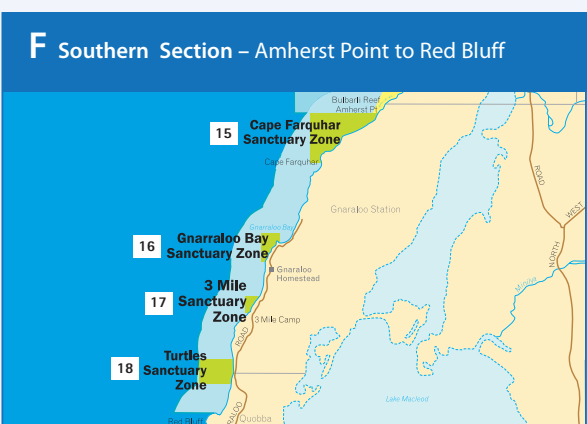 F Southern Section – Amherst Point to Red Bluff
Bulbarli Reef
Amherst Pt
15
Cape Farquhar
Sanctuary Zone
Cape Farquhar
ROAD
WEST
NORTH
Gnaraloo Station
Gnarraloo Bay
16
Gnarraloo Bay
Sanctuary Zone
Gnaraloo
Homestead
Minilya
17
3 Mile
Sanctuary
Zone
3 Mile Camp
ROAD
18
Turtles
Sanctuary
Zone
Lake Macleod
Red Bluff
Quobba